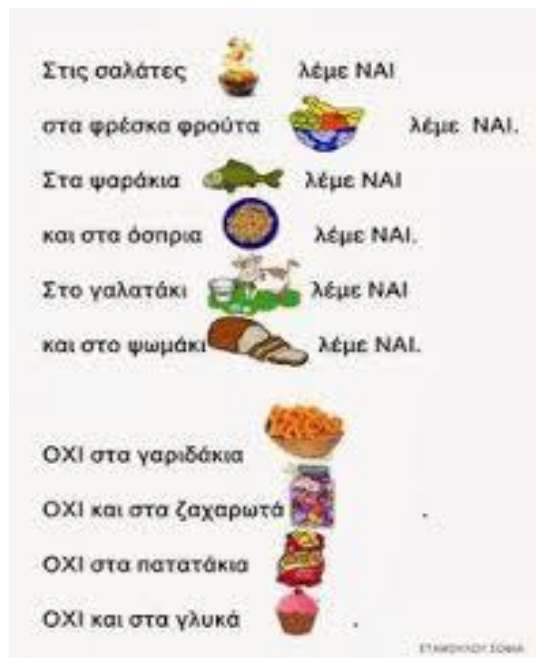 Στις σαλάτες λέμε ΝΑΙ
στα φρέσκα φρούτα λέμε ΝΑΙ.
Στα ψαράκια λέμε ΝΑΙ
και στα όσπρια λέμε ΝΑΙ.
Στο γαλατάκι λέμε ΝΑΙ
και στο ψωμάκι λέμε ΝΑΙ.
ΟΧΙ στα γαριδάκια
ΟΧΙ και στα ζαχαρωτά .
ΟΧΙ στα πατατάκια
ΟΧΙ και στα γλυκά .